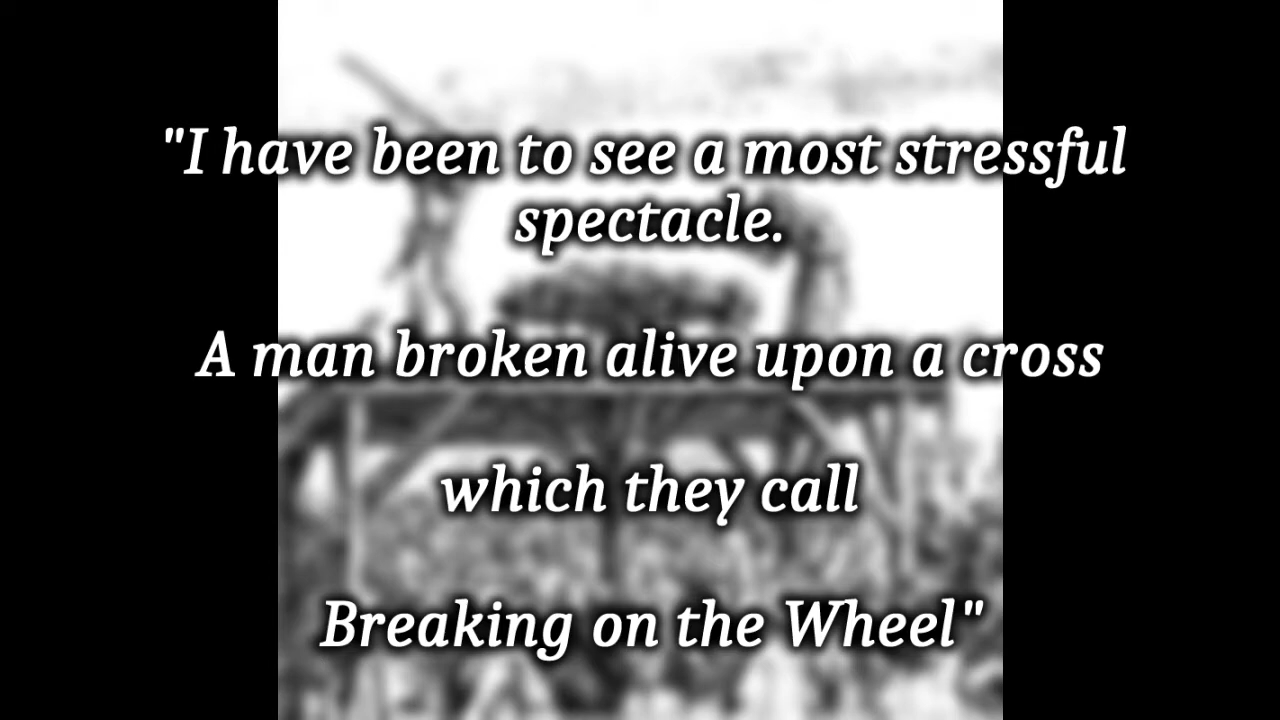 "I have been to see a most stressful
spectacle.
A man broken alive upon a cross
which they call
Breaking on the Wheel"